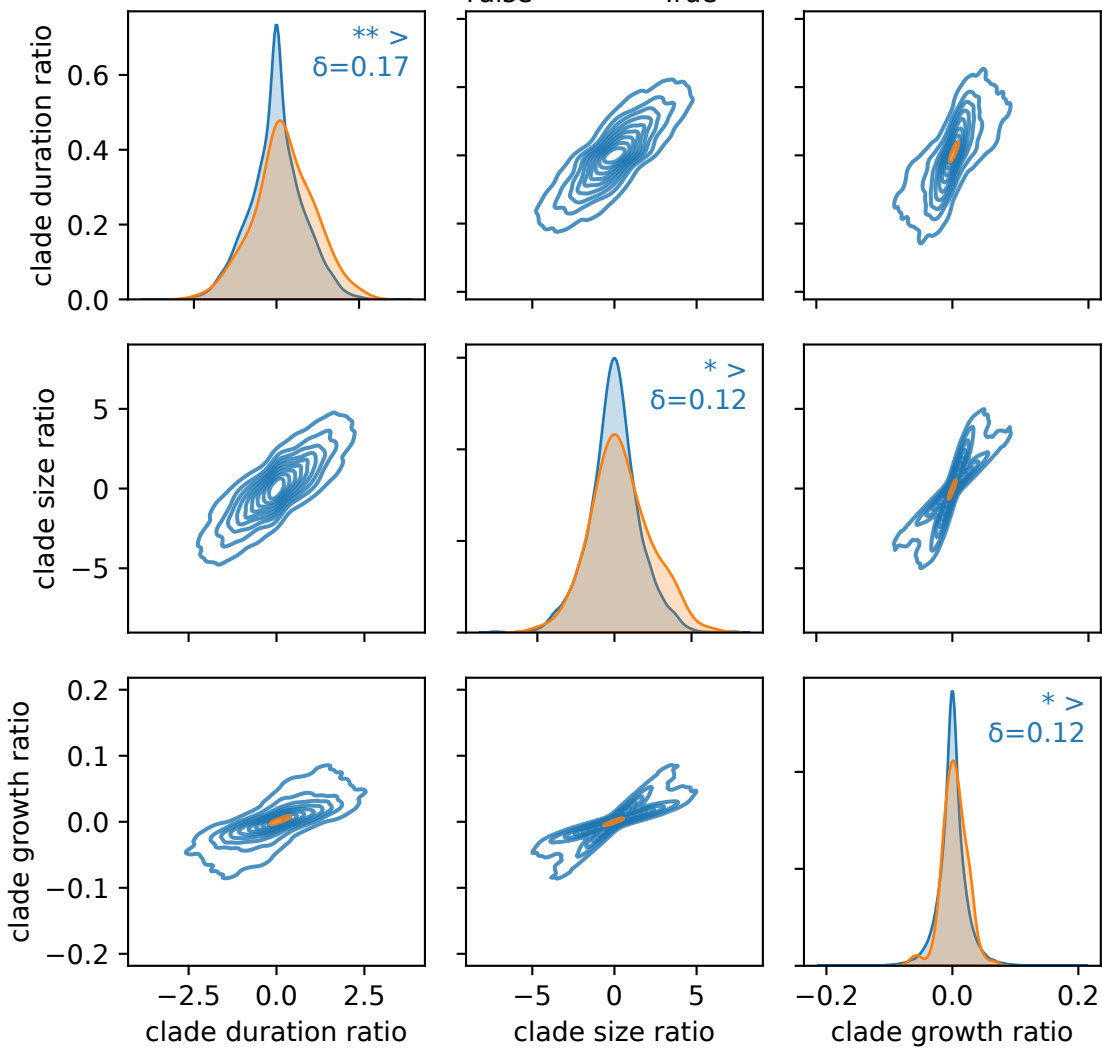 clade duration ratio
0.6
0.4
0.2
0.0
** >
δ=0.17
clade size ratio
5
0
−5
* >
δ=0.12
clade growth ratio
0.2
0.1
0.0
−0.1
−0.2
* >
δ=0.12
−2.5 0.0 2.5
clade duration ratio
−5 0 5
clade size ratio
−0.2 0.0 0.2
clade growth ratio